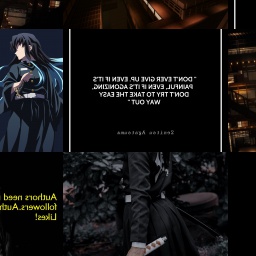 " DON'T EVER GIVE UP. EVEN IF IT'S
PAINFUL, EVEN IF IT'S AGONIZING,
DON'T TRY TO TAKE THE EASY
WAY OUT "
Zenitsu Agatsuma
Authors need
followers.Auth
Likes!